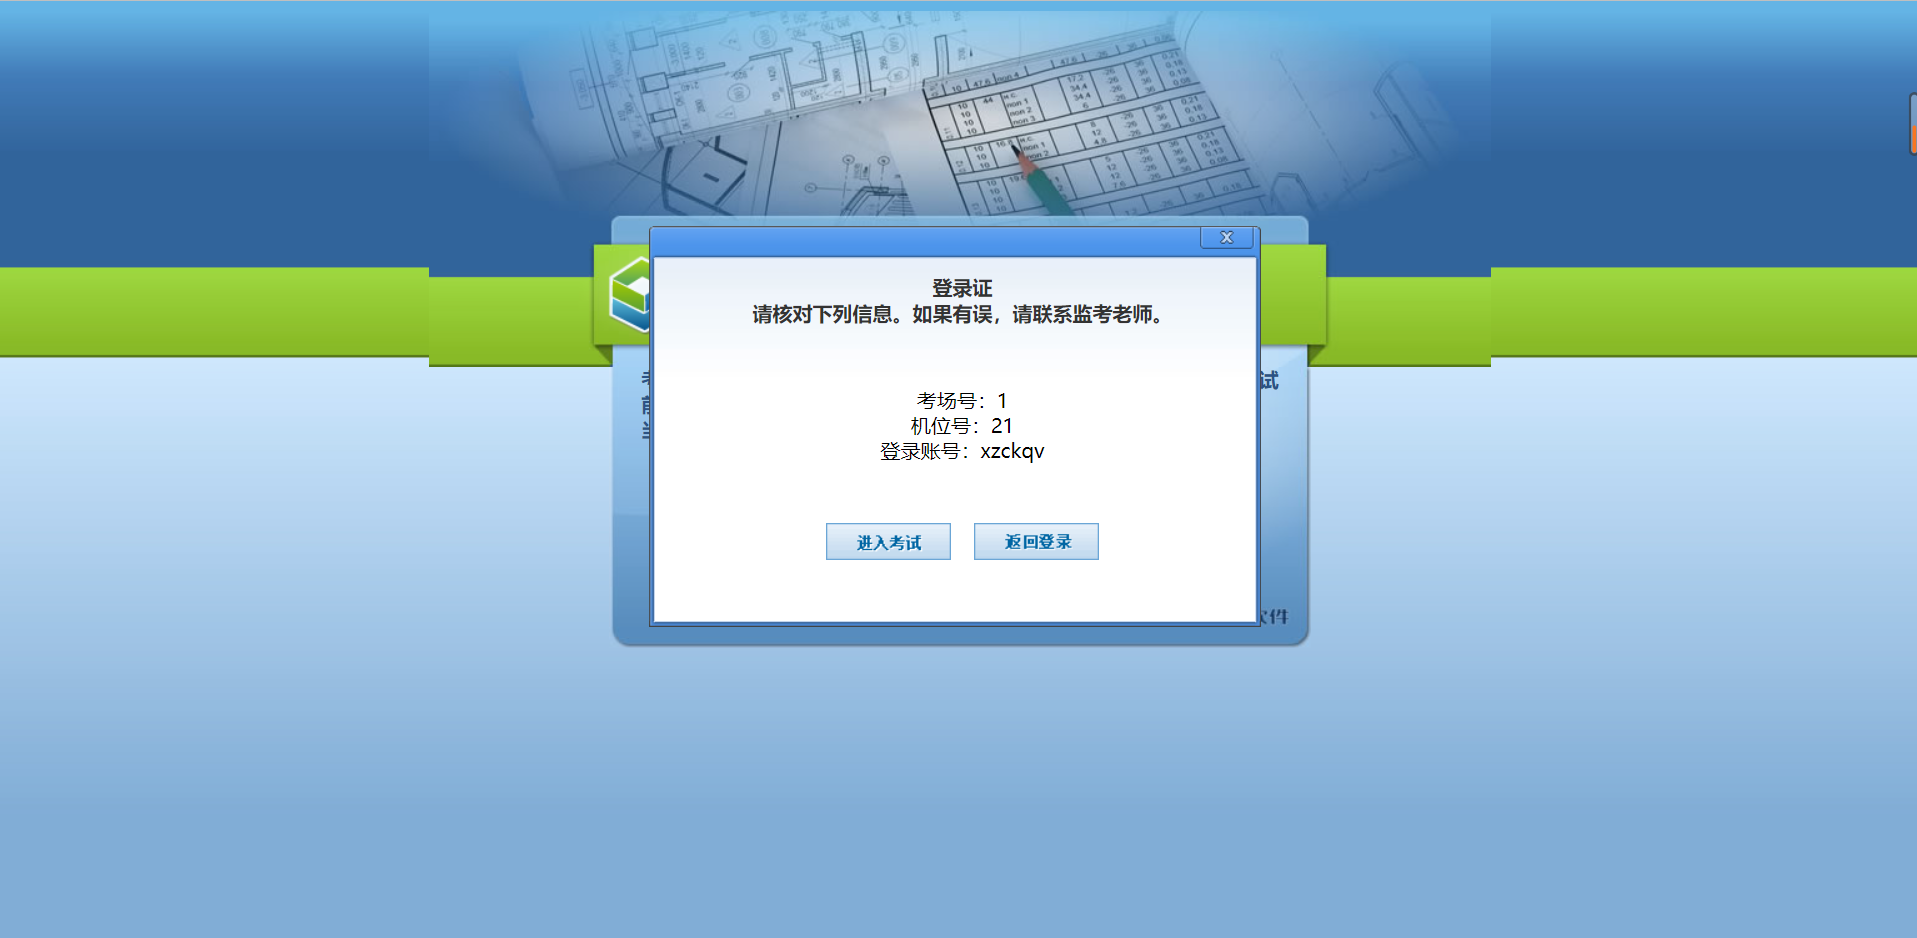 登录证
请核对下列信息。如果有误，请联系监考老师。
试
考场号：1
机位号：21
登录账号：xzckqv
进入考试
返回登录
件